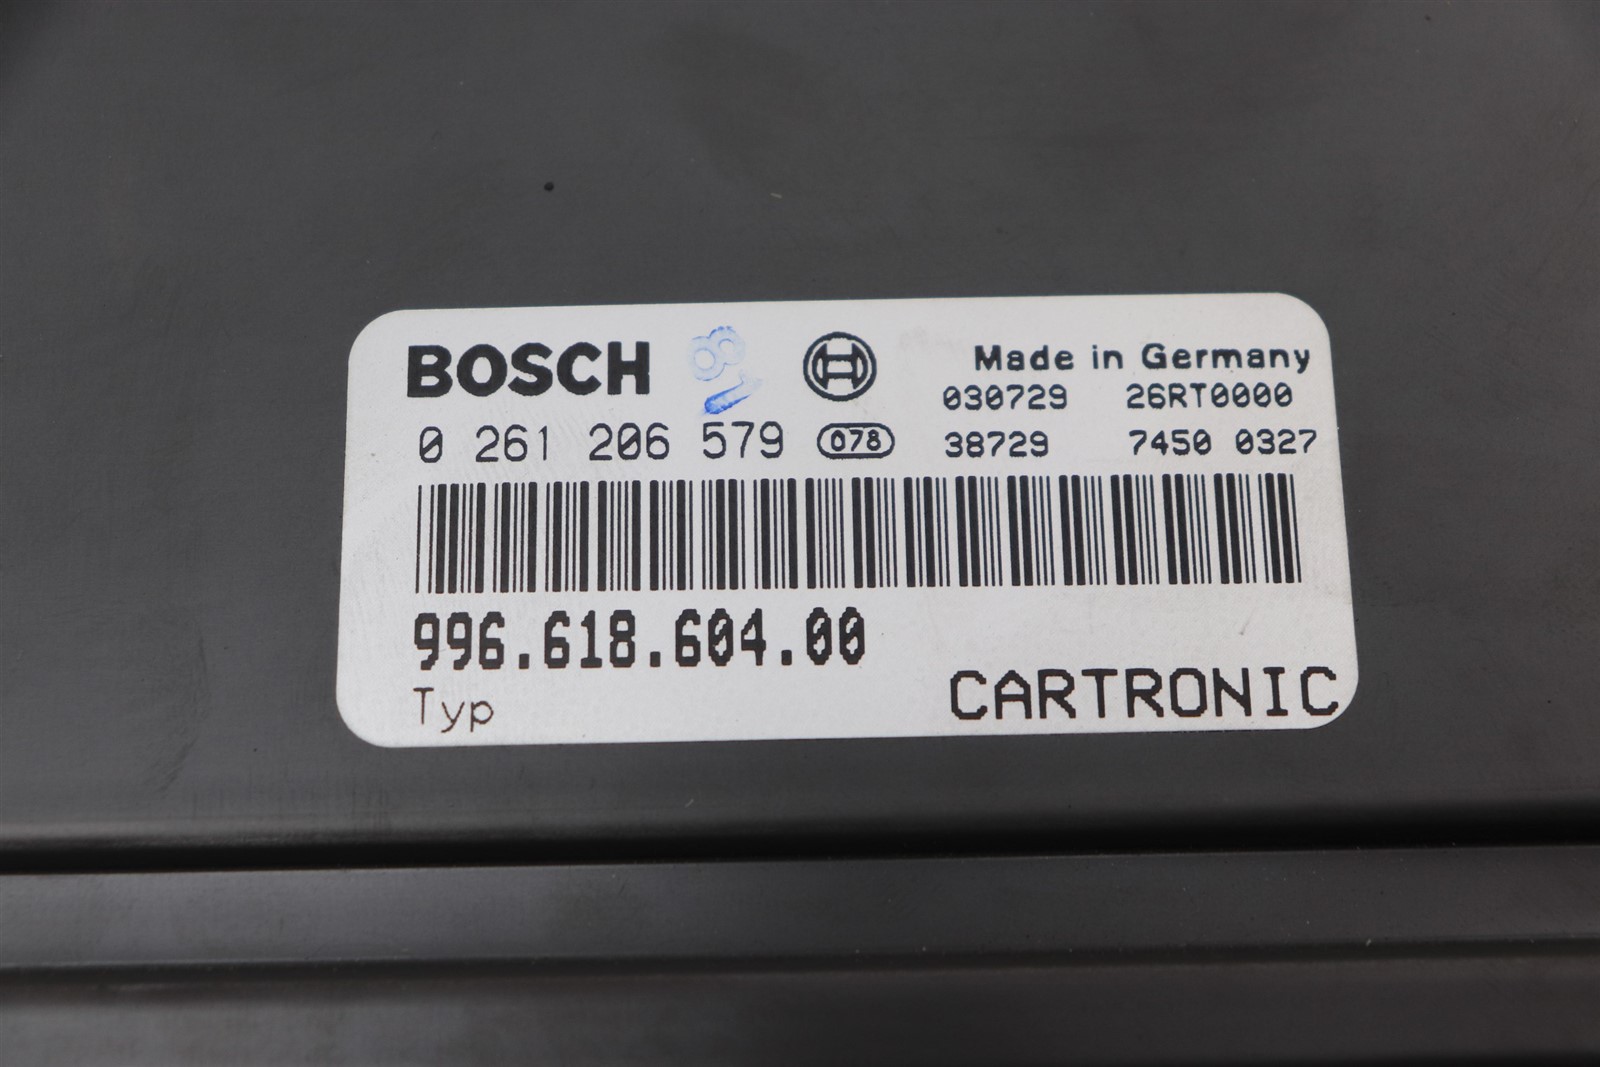 BOSCH 18 Made in Germany
030729 26RT0000
0 261 206 579 078 38729 7450 0327
996.618.604.00
Typ CARTRONIC